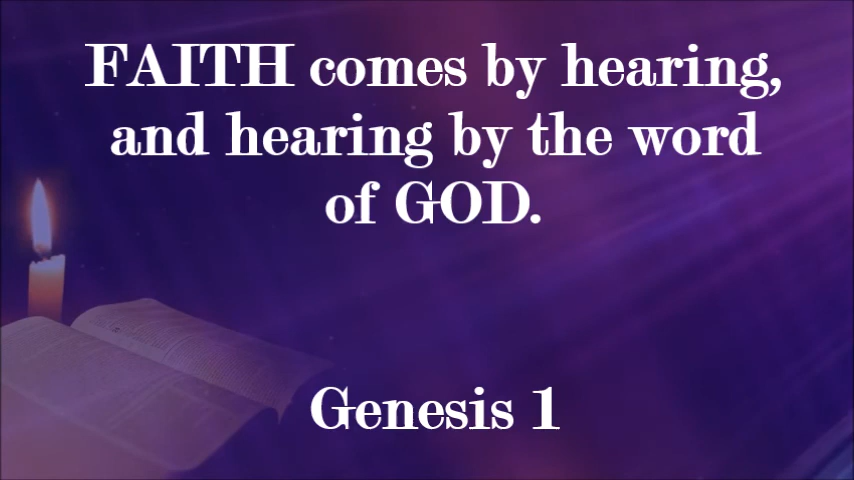 FAITH comes by hearing,
and hearing by the word
of GOD.
Genesis 1